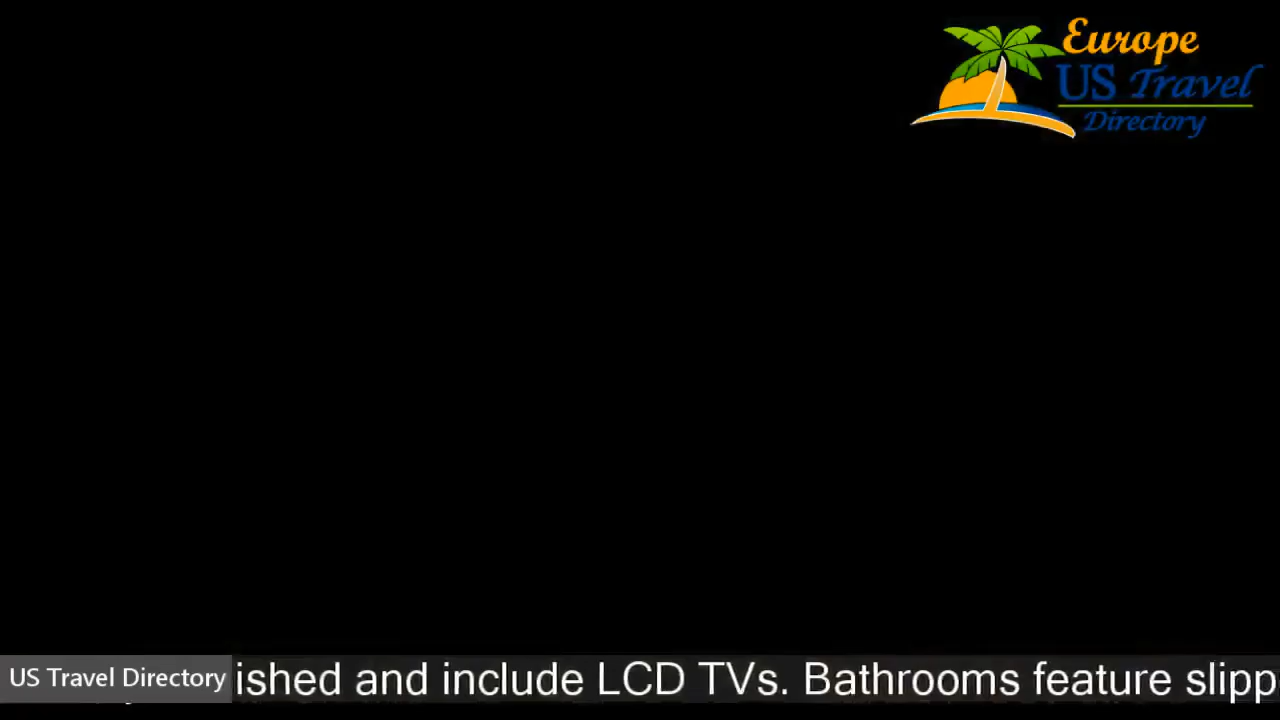 Europe
US Travel
Directory
US Travel Directory
ished and include LCD TVs. Bathrooms feature slipp